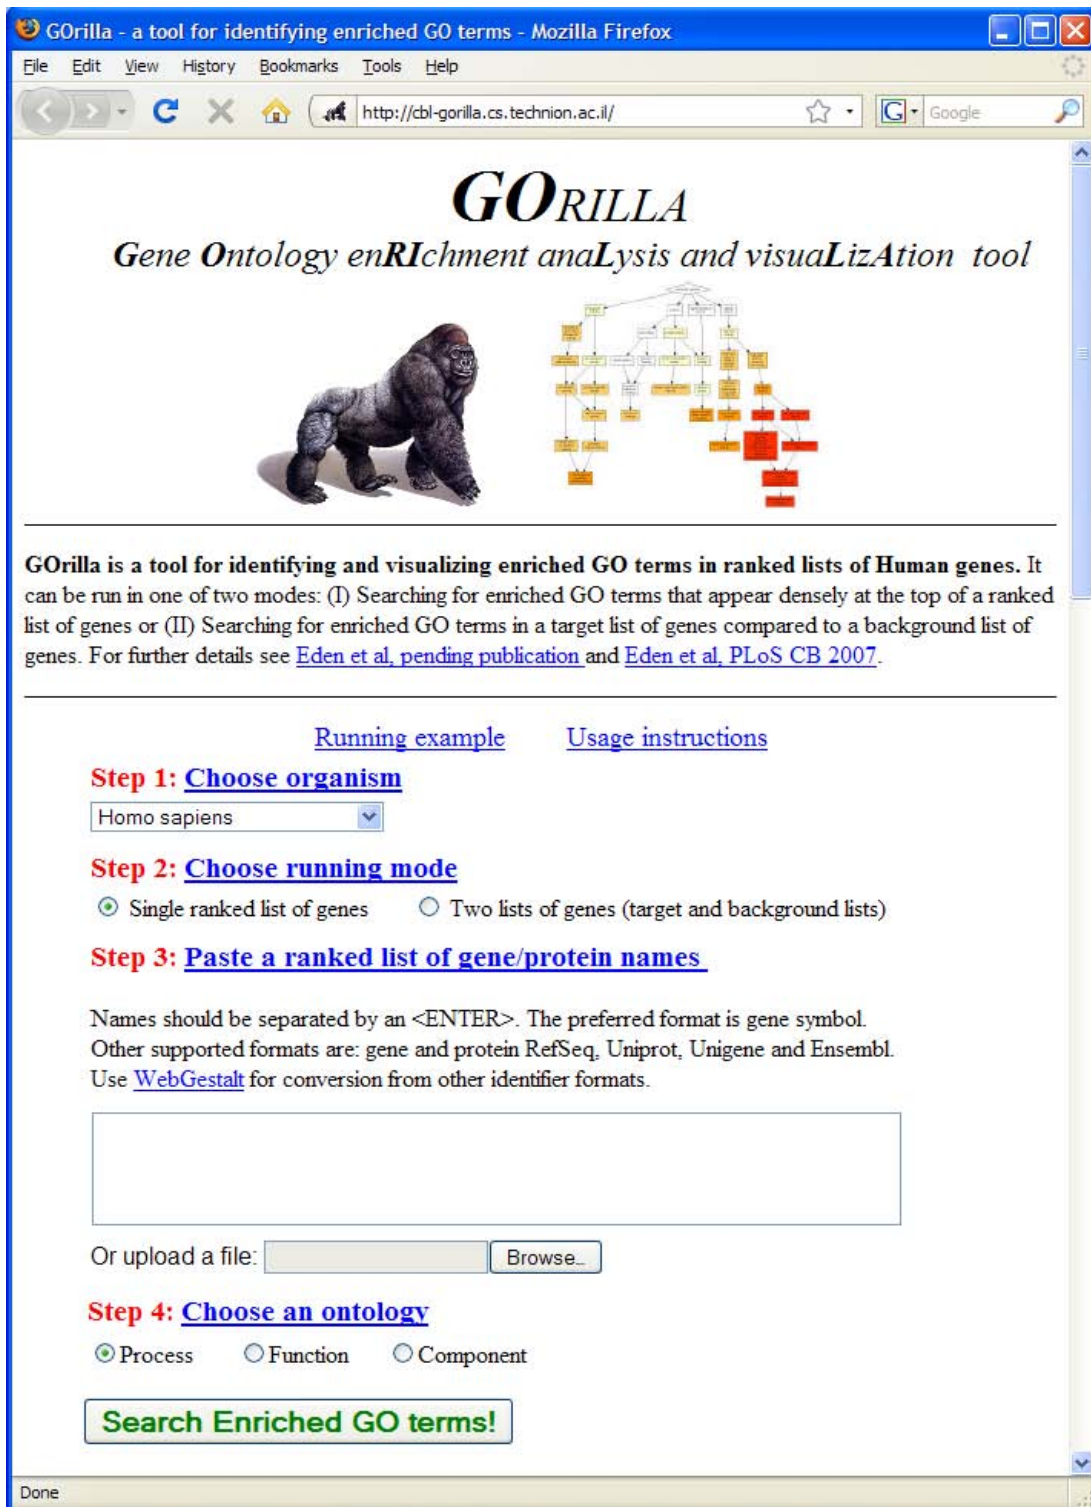 GOrilla - a tool for identifying enriched GO terms - Mozilla Firefox
File Edit View History Bookmarks Tools Help
http://cbl-gorilla.cs.technion.ac.il/
G Google
GORILLA
Gene Ontology enRIchment anaLysis and visuaLizAtion tool
GOrilla is a tool for identifying and visualizing enriched GO terms in ranked lists of Human genes. It
can be run in one of two modes: (I) Searching for enriched GO terms that appear densely at the top of a ranked
list of genes or (II) Searching for enriched GO terms in a target list of genes compared to a background list of
genes. For further details see Eden et al, pending publication and Eden et al, PLoS CB 2007.
Running example Usage instructions
Step 1: Choose organism
Homo sapiens
Step 2: Choose running mode
Single ranked list of genes Two lists of genes (target and background lists)
Step 3: Paste a ranked list of gene/protein names
Names should be separated by an <ENTER>. The preferred format is gene symbol.
Other supported formats are: gene and protein RefSeq, Uniprot, Unigene and Ensembl.
Use WebGestalt for conversion from other identifier formats.
Or upload a file: Browse...
Step 4: Choose an ontology
Process Function Component
Search Enriched GO terms!
Done